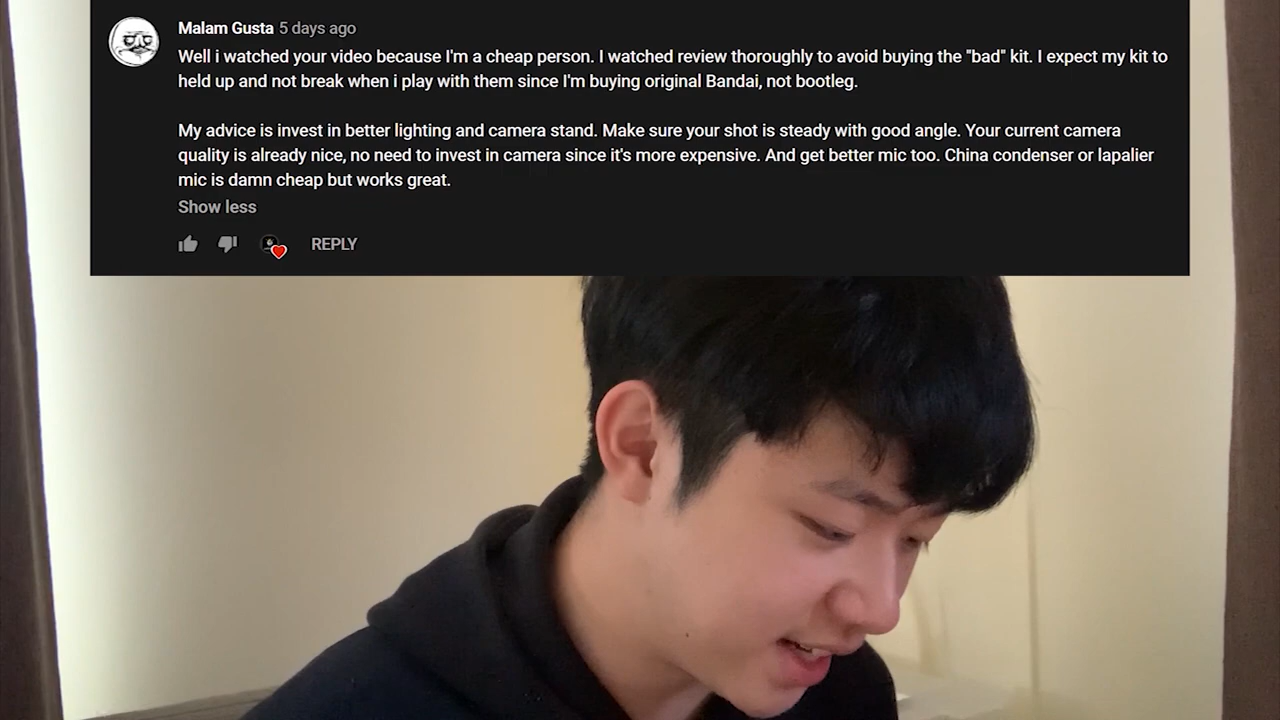 Malam Gusta 5 days ago
Well i watched your video because I'm a cheap person. I watched review thoroughly to avoid buying the "bad" kit. I expect my kit to
held up and not break when i play with them since I'm buying original Bandai, not bootleg.
My advice is invest in better lighting and camera stand. Make sure your shot is steady with good angle. Your current camera
quality is already nice, no need to invest in camera since it's more expensive. And get better mic too. China condenser or lapalier
mic is damn cheap but works great.
Show less
REPLY